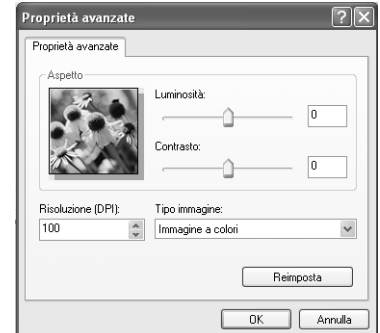 Proprietà avanzate
Proprietà avanzate
Aspetto
Luminosità:
0
Contrasto:
0
Risoluzione (DPI): Tipo immagine:
100 Immagine a colori
Reimposta
OK Annulla